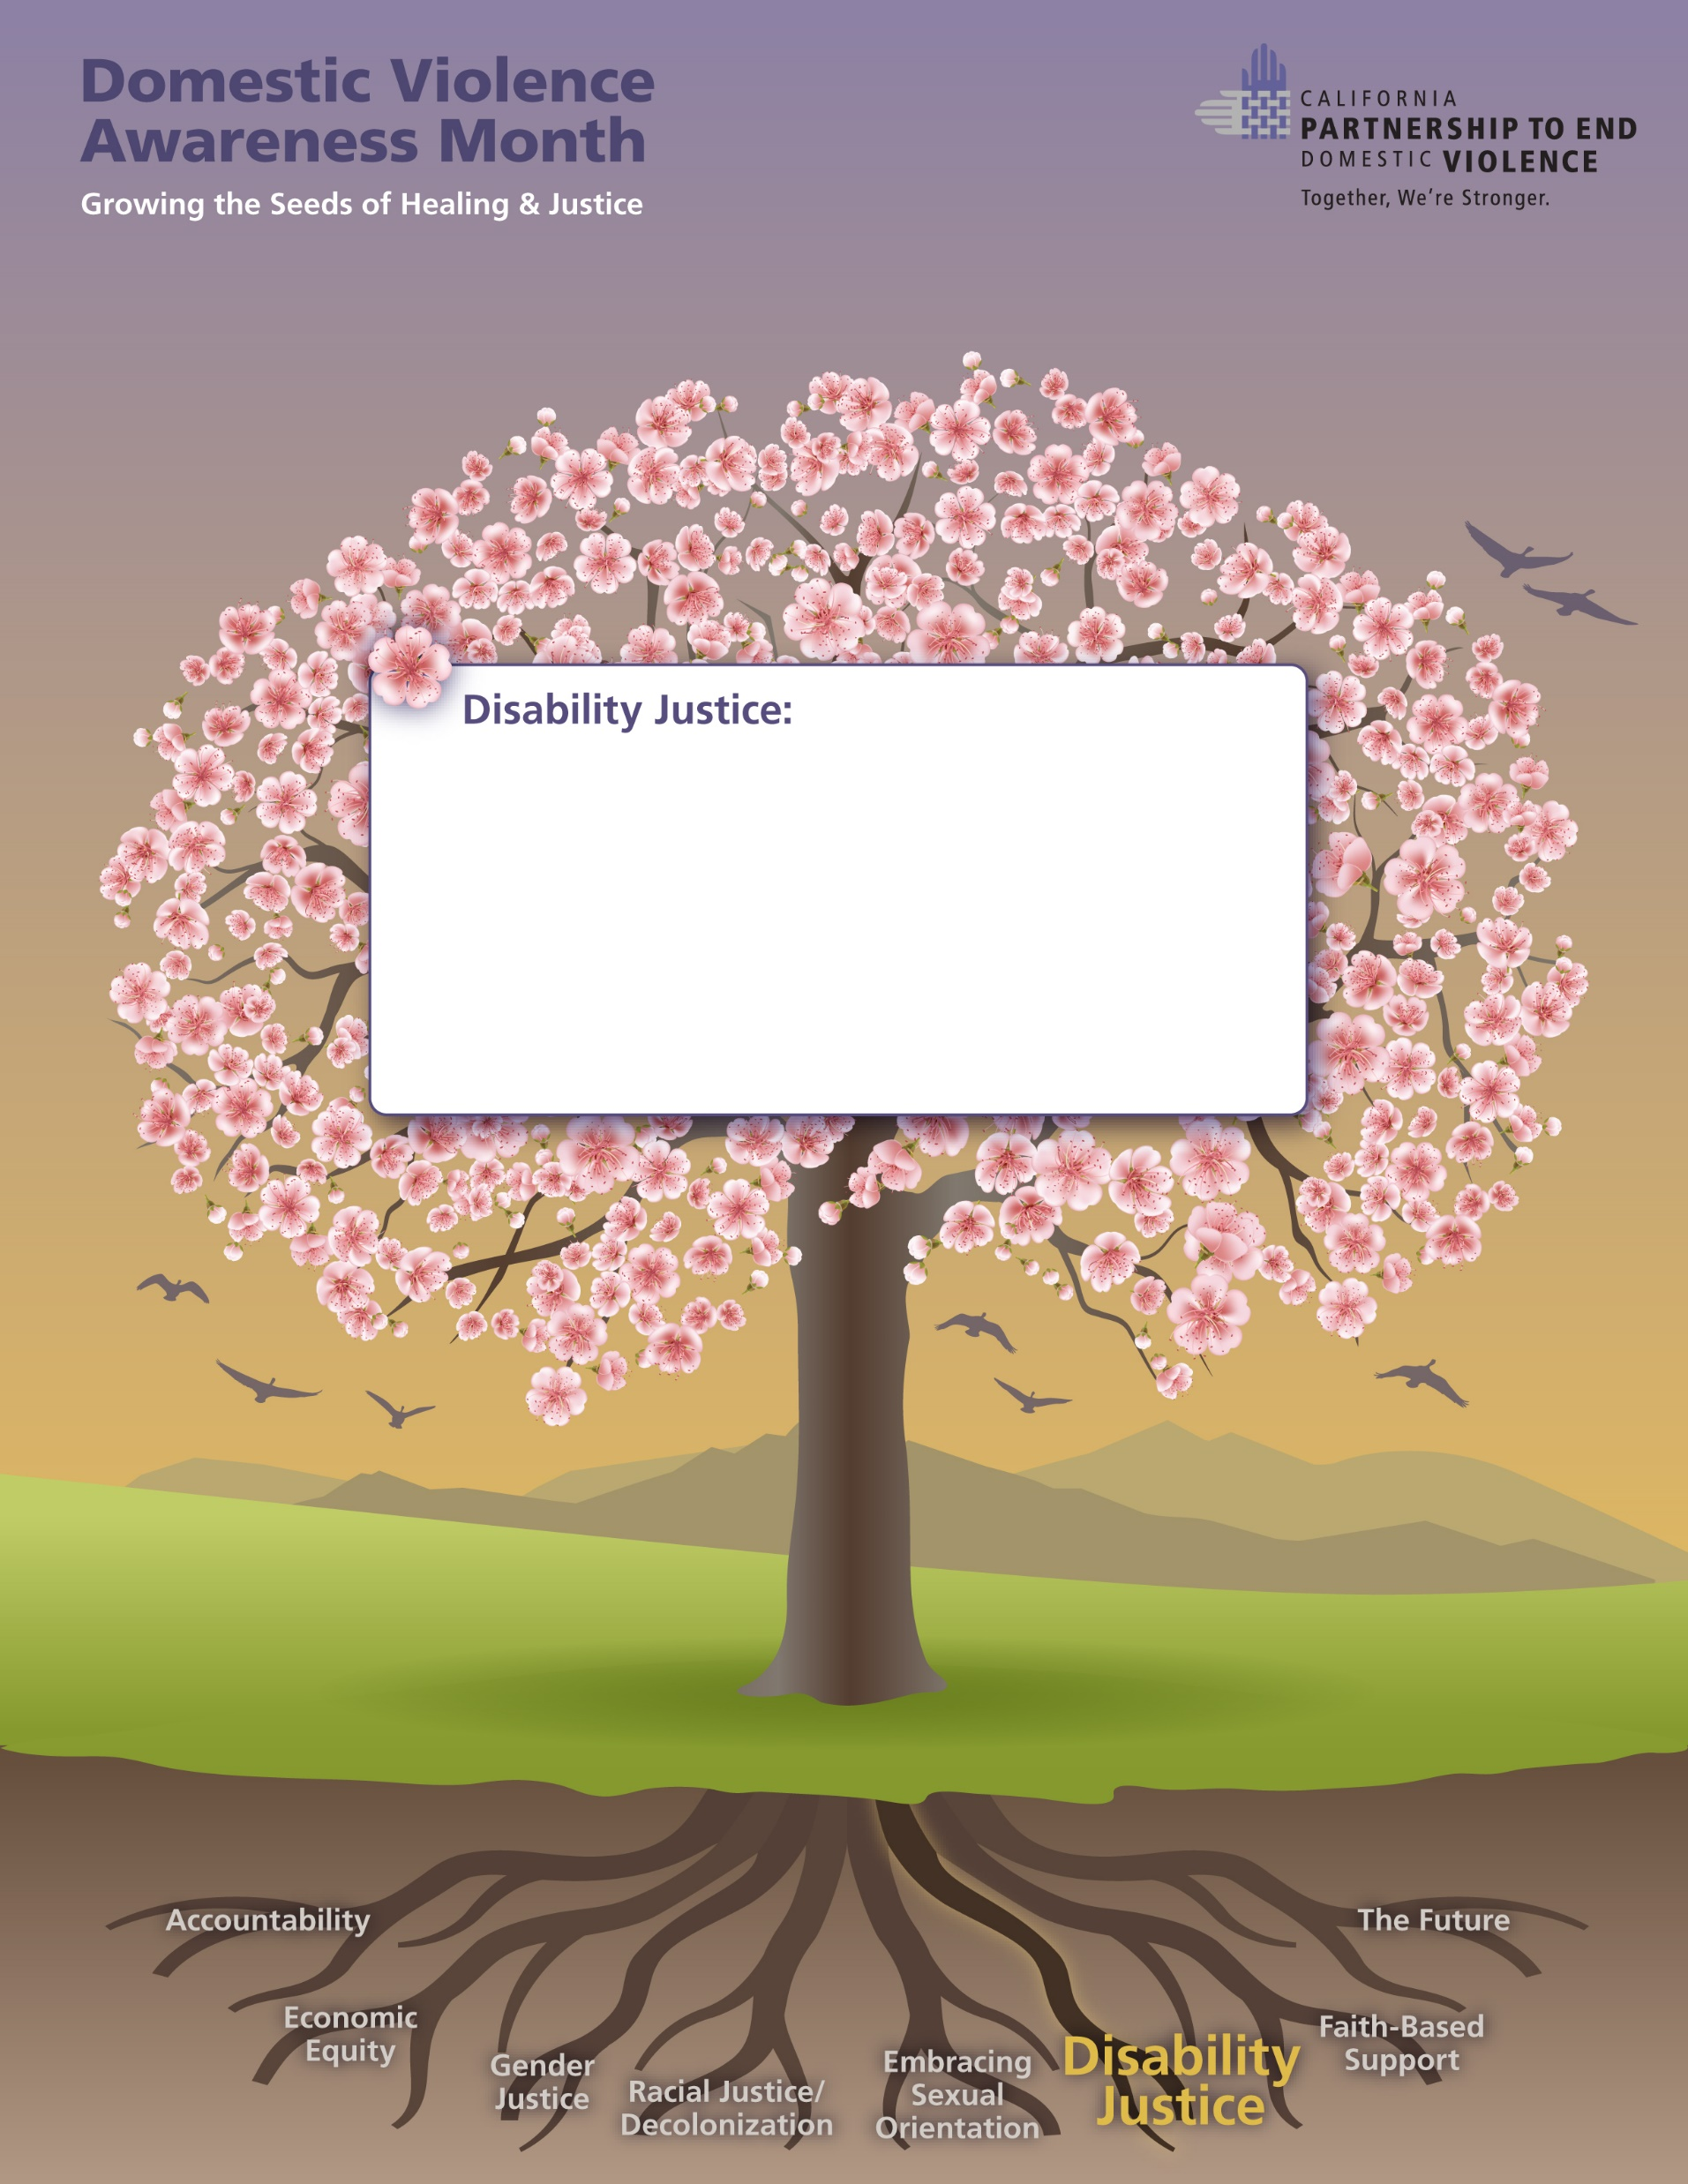 Domestic Violence
Awareness Month
Growing the Seeds of Healing & Justice
CALIFORNIA
PARTNERSHIP TO END
DOMESTIC VIOLENCE
Together, We're Stronger.
Disability Justice:
Accountability
Economic
Equity
Gender
Justice
Racial Justice/
Decolonization
Embracing
Sexual
Orientation
Disability
Justice
Faith-Based
Support
The Future